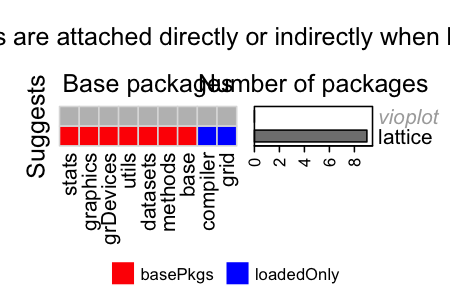 s are attached directly or indirectly when l
Base packages
Number of packages
Suggests
vioplot
lattice
0 2 4 6 8
stats
graphics
grDevices
utils
datasets
methods
base
compiler
grid
basePkgs
loadedOnly